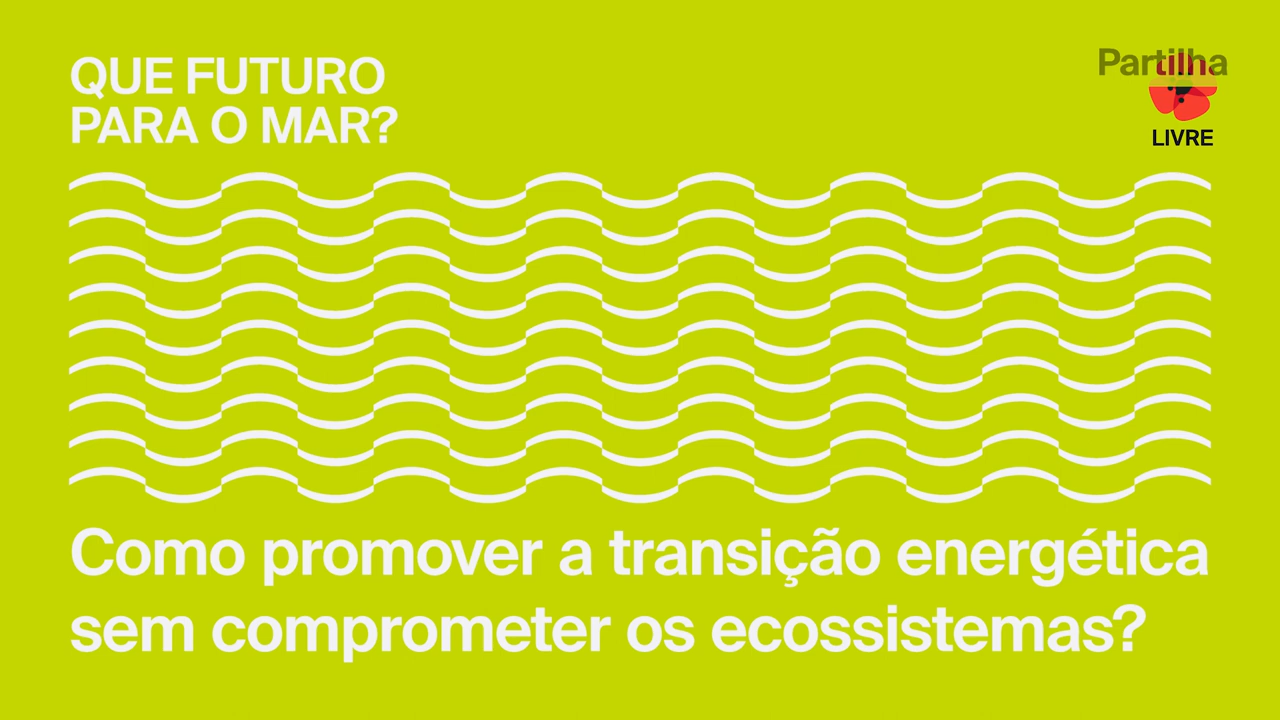 QUE FUTURO
PARA O MAR?
Partilha
LIVRE
Como promover a transição energética
sem comprometer os ecossistemas?